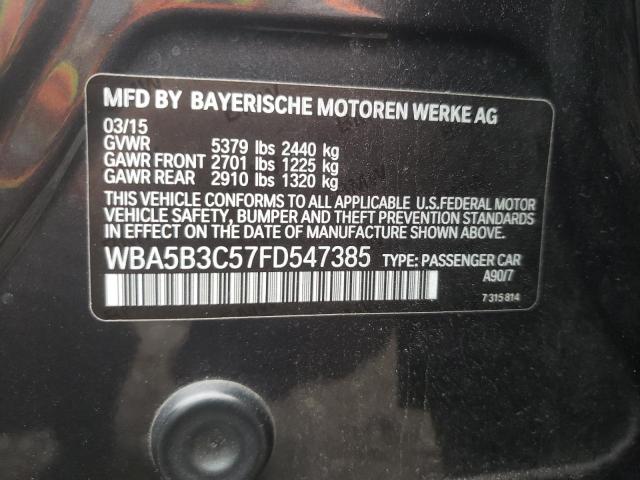 MFD BY BAYERISCHE MOTOREN WERKE AG
03/15
GVWR 5379 lbs 2440 kg
GAWR FRONT 2701 lbs 1225 kg
GAWR REAR 2910 lbs 1320 kg
THIS VEHICLE CONFORMS TO ALL APPLICABLE U.S.FEDERAL MOTOR
VEHICLE SAFETY, BUMPER AND THEFT PREVENTION STANDARDS
IN EFFECT ON THE DATE OF MANUFACTURE SHOWN ABOVE.
WBA5B3C57FD547385 TYPE: PASSENGER CAR
A90/7
7 315 814